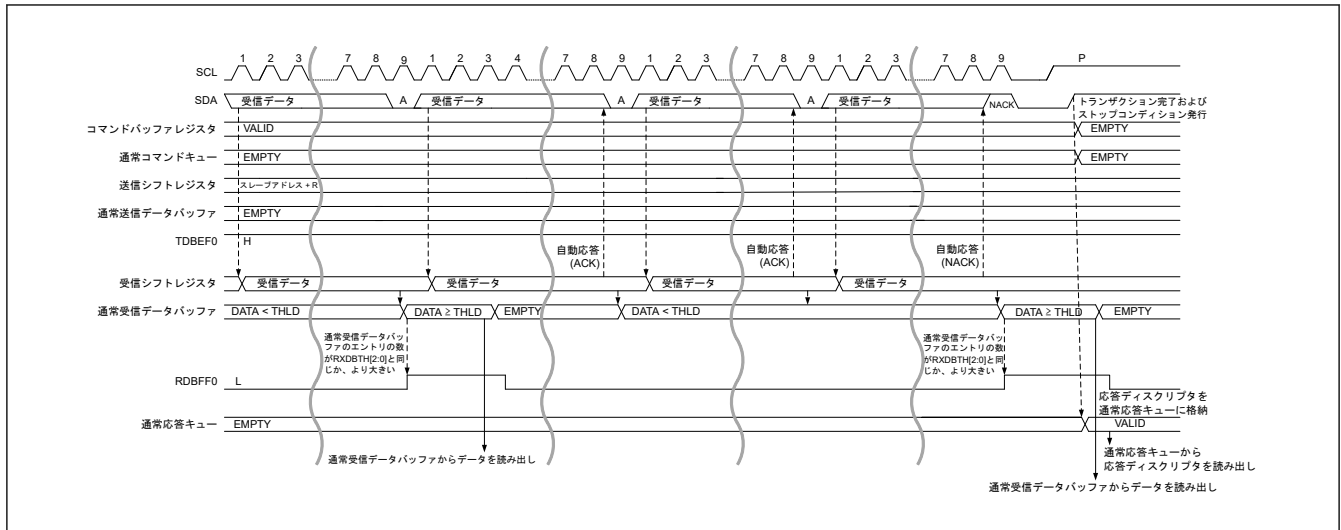 1 2 3 7 8 9 1 2 3 4 7 8 9 1 2 3 7 8 9 1 2 3 7 8 9 P
SCL
SDA 受信データ A 受信データ A 受信データ A 受信データ NACK
トランザクション完了および
ストップコンディション発行
コマンドバッファレジスタ VALID EMPTY
通常コマンドキュー EMPTY EMPTY
送信シフトレジスタ スレーブアドレス + R
通常送信データバッファ EMPTY
TDBEF0 H
自動応答
(ACK)
自動応答
(ACK)
自動応答
(NACK)
受信シフトレジスタ 受信データ 受信データ 受信データ 受信データ
通常受信データバッファ DATA < THLD DATA ≥ THLD EMPTY DATA < THLD DATA ≥ THLD EMPTY
通常受信データバッ
ファのエントリの数
がRXDBTH[2:0]と同
じか、より大きい
通常受信データバッ
ファのエントリの数
がRXDBTH[2:0]と同
じか、より大きい
RDBFF0 L
応答ディスクリプタを
通常応答キューに格納
通常応答キュー EMPTY VALID
通常受信データバッファからデータを読み出し
通常応答キューから
応答ディスクリプタを読み出し
通常受信データバッファからデータを読み出し